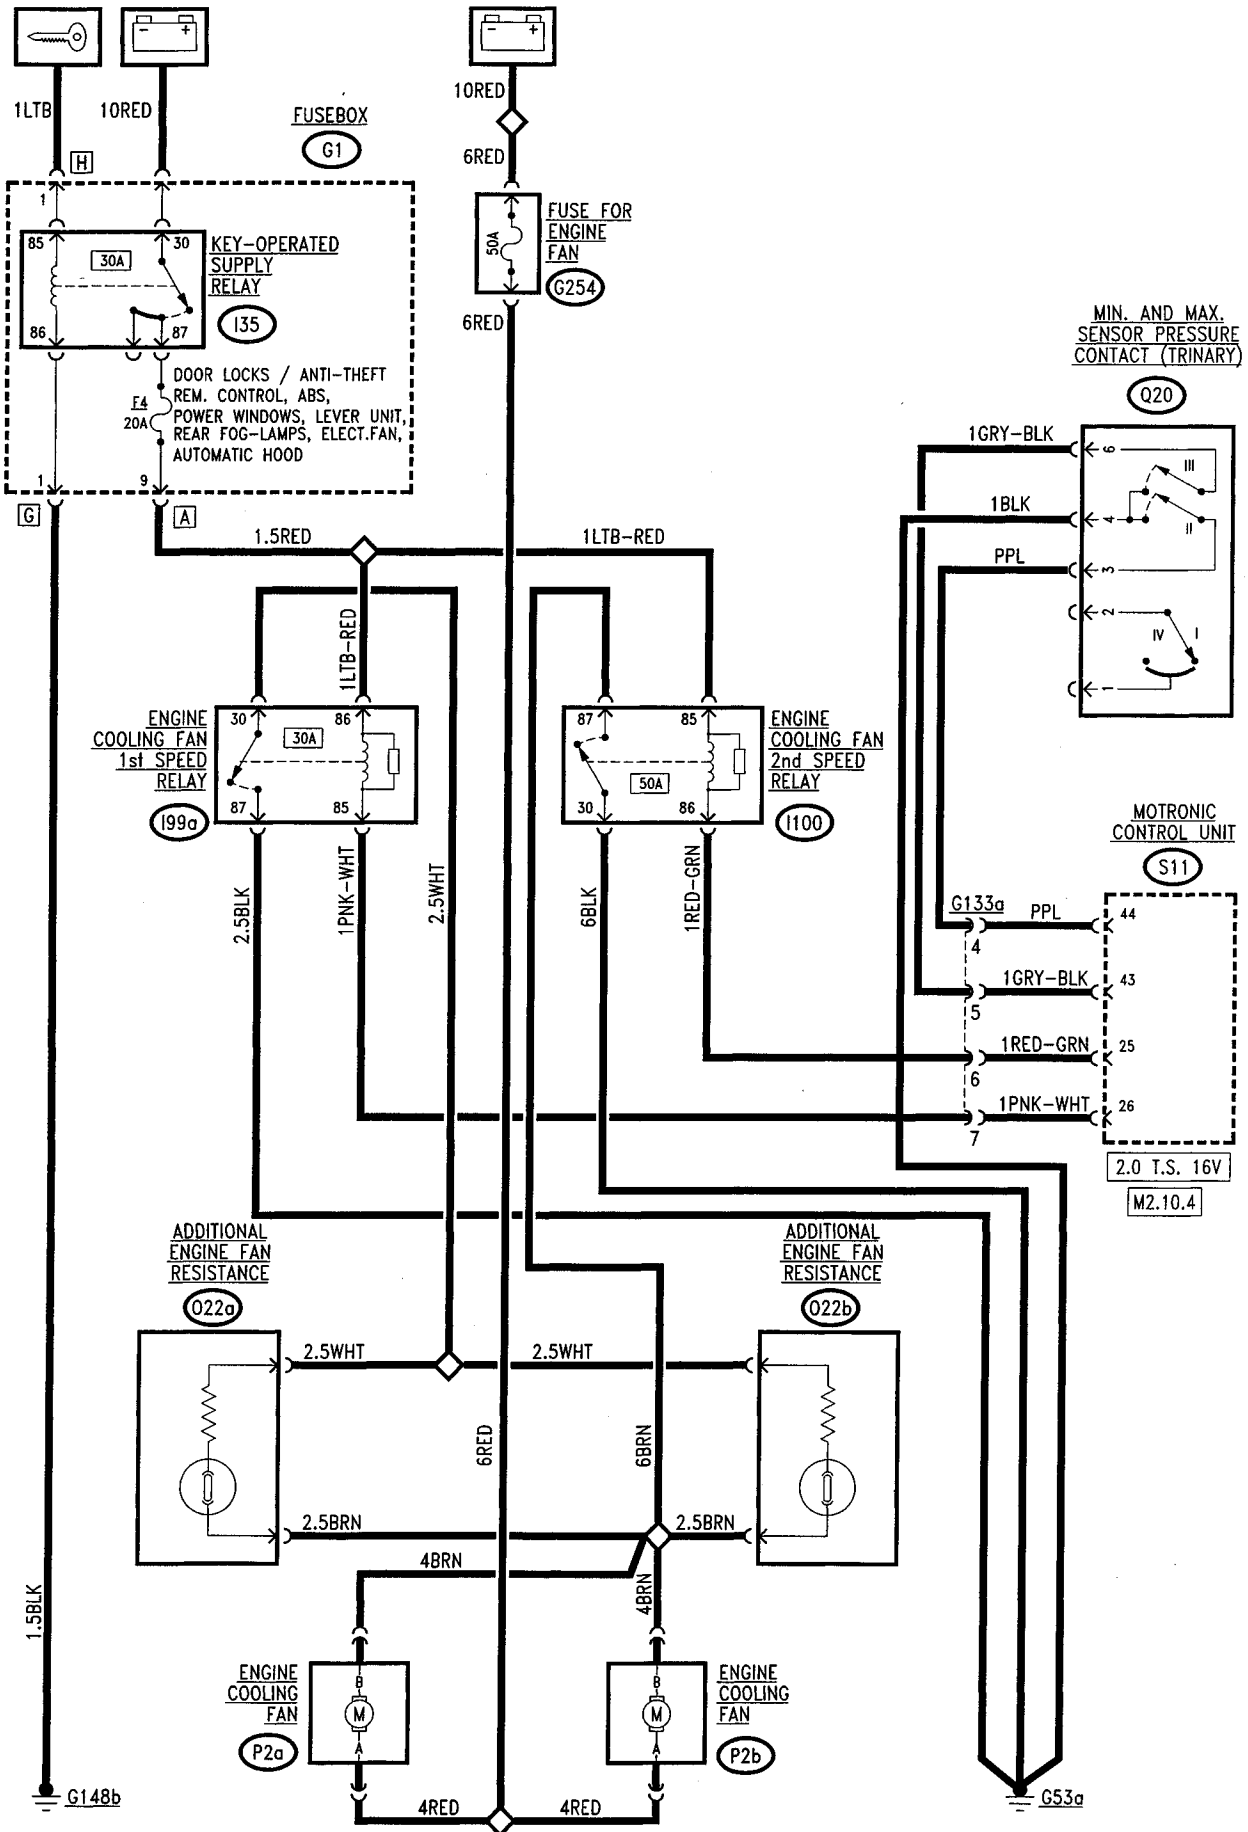 - +
- +
1LTB
10RED
10RED
FUSEBOX
G1
H
6RED
1
85
30
30A
KEY-OPERATED
SUPPLY
RELAY
I35
86
87
50A
FUSE FOR
ENGINE
FAN
G254
6RED
F4
20A
DOOR LOCKS / ANTI-THEFT
REM. CONTROL, ABS,
POWER WINDOWS, LEVER UNIT,
REAR FOG-LAMPS, ELECT.FAN,
AUTOMATIC HOOD
1
9
G
A
MIN. AND MAX.
SENSOR PRESSURE
CONTACT (TRINARY)
Q20
1GRY-BLK
6
III
1BLK
4
II
PPL
3
2
IV
I
1
1.5RED
1LTB-RED
1LTB-RED
ENGINE
COOLING FAN
1st SPEED
RELAY
I99a
30
86
30A
87
85
87
85
50A
30
86
ENGINE
COOLING FAN
2nd SPEED
RELAY
I100
2.5BLK
1PNK-WHT
2.5WHT
6BLK
1RED-GRN
MOTRONIC
CONTROL UNIT
S11
G133a
PPL
44
4
1GRY-BLK
43
5
1RED-GRN
25
6
1PNK-WHT
26
7
2.0 T.S. 16V
M2.10.4
ADDITIONAL
ENGINE FAN
RESISTANCE
O22a
ADDITIONAL
ENGINE FAN
RESISTANCE
O22b
2.5WHT
2.5WHT
6RED
6BRN
2.5BRN
2.5BRN
4BRN
4BRN
1.5BLK
ENGINE
COOLING
FAN
P2a
B
M
A
B
M
A
ENGINE
COOLING
FAN
P2b
4RED
4RED
G148b
G53a